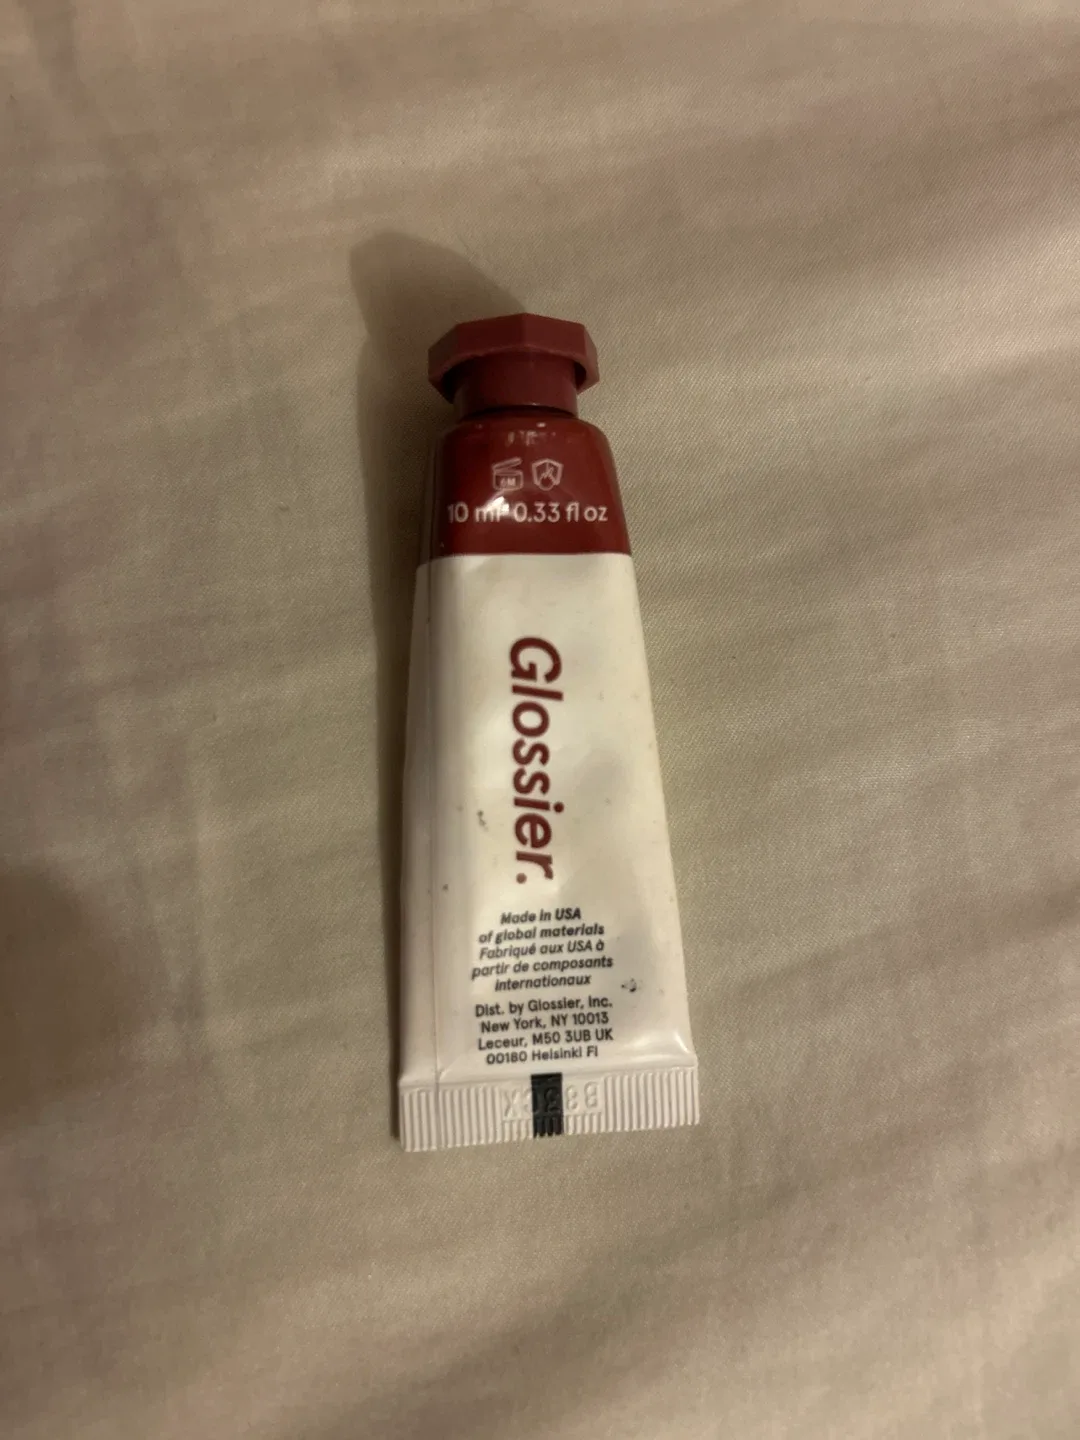 6M
10 ml 0.33 fl oz
Glossier.
Made in USA
of global materials
Fabriqué aux USA à
partir de composants
internationaux
Dist. by Glossier, Inc.
New York, NY 10013
Leceur, M50 3UB UK
00180 Helsinki FI